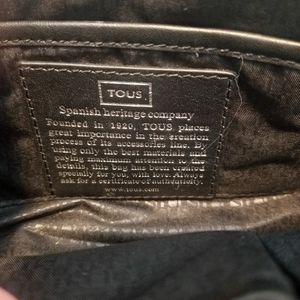 TOUS
Spanish heritage company
Founded in 1920, TOUS places
great importance in the creation
process of its accessories line. By
using only the best materials and
paying maximum attention to the
details, this bag has been created
specially for you, with love. Always
ask for a certificate of authenticity.
www.tous.com